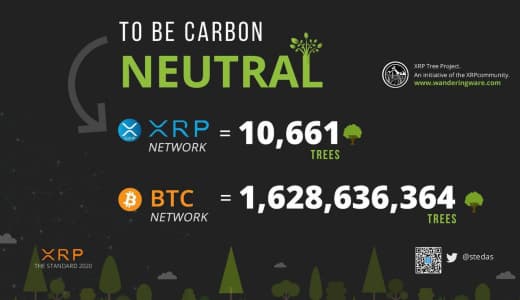 TO BE CARBON
NEUTRAL
XRP Tree Project.
An initiative of the XRPcommunity.
www.wanderingware.com
XRP = 10,661
NETWORK
TREES
BTC = 1,628,636,364
NETWORK
TREES
XRP
THE STANDARD 2020
@stedas